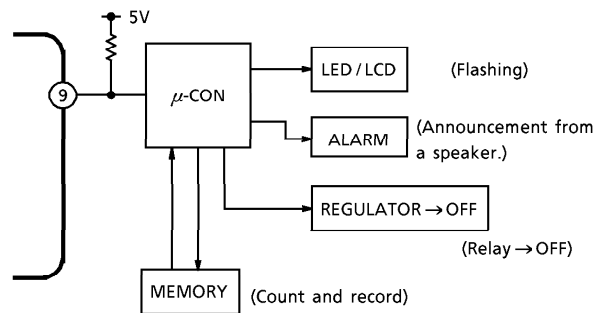 5V
9
μ-CON
LED / LCD
(Flashing)
ALARM
(Announcement from
a speaker.)
REGULATOR → OFF
(Relay → OFF)
MEMORY
(Count and record)